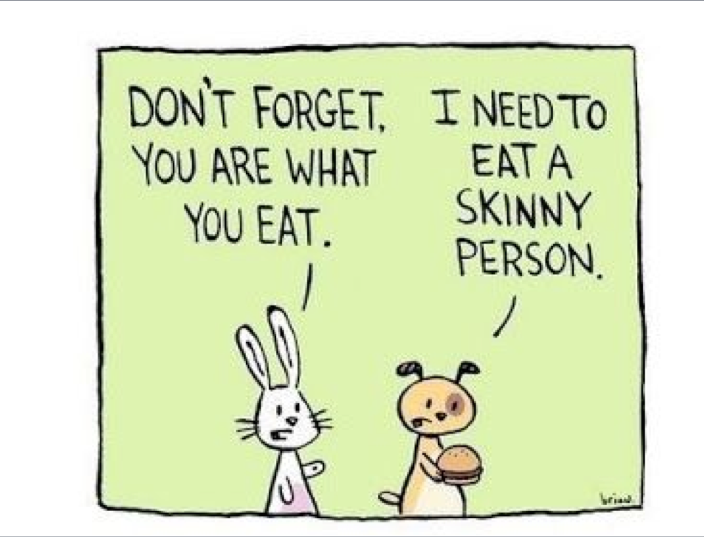 DON'T FORGET,
YOU ARE WHAT
YOU EAT.
I NEED TO
EAT A
SKINNY
PERSON.
brian.